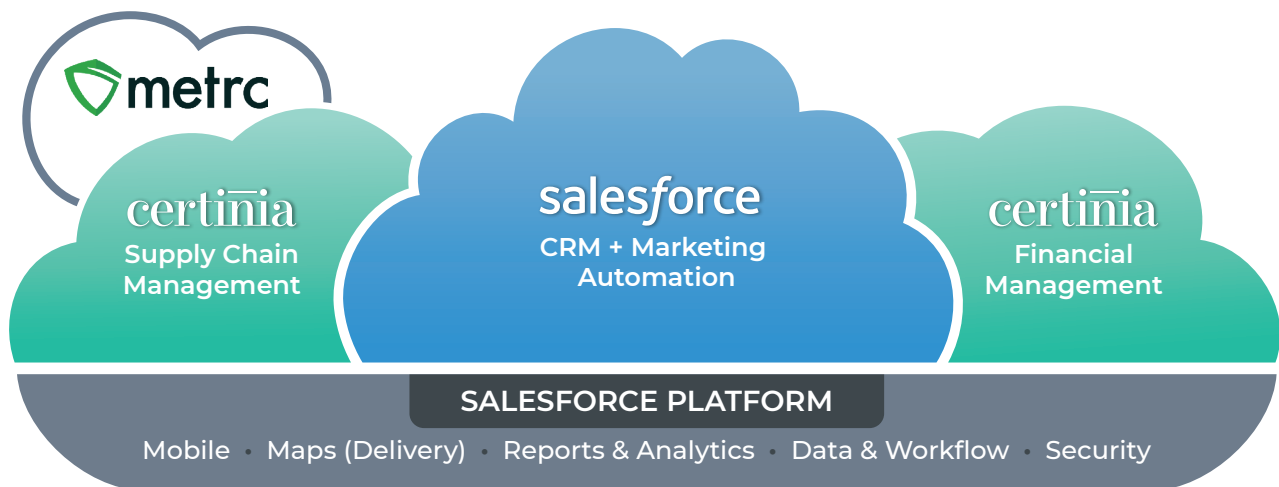 metrc
certinia
Supply Chain
Management
salesforce
CRM + Marketing
Automation
certinia
Financial
Management
SALESFORCE PLATFORM
Mobile • Maps (Delivery) • Reports & Analytics • Data & Workflow • Security